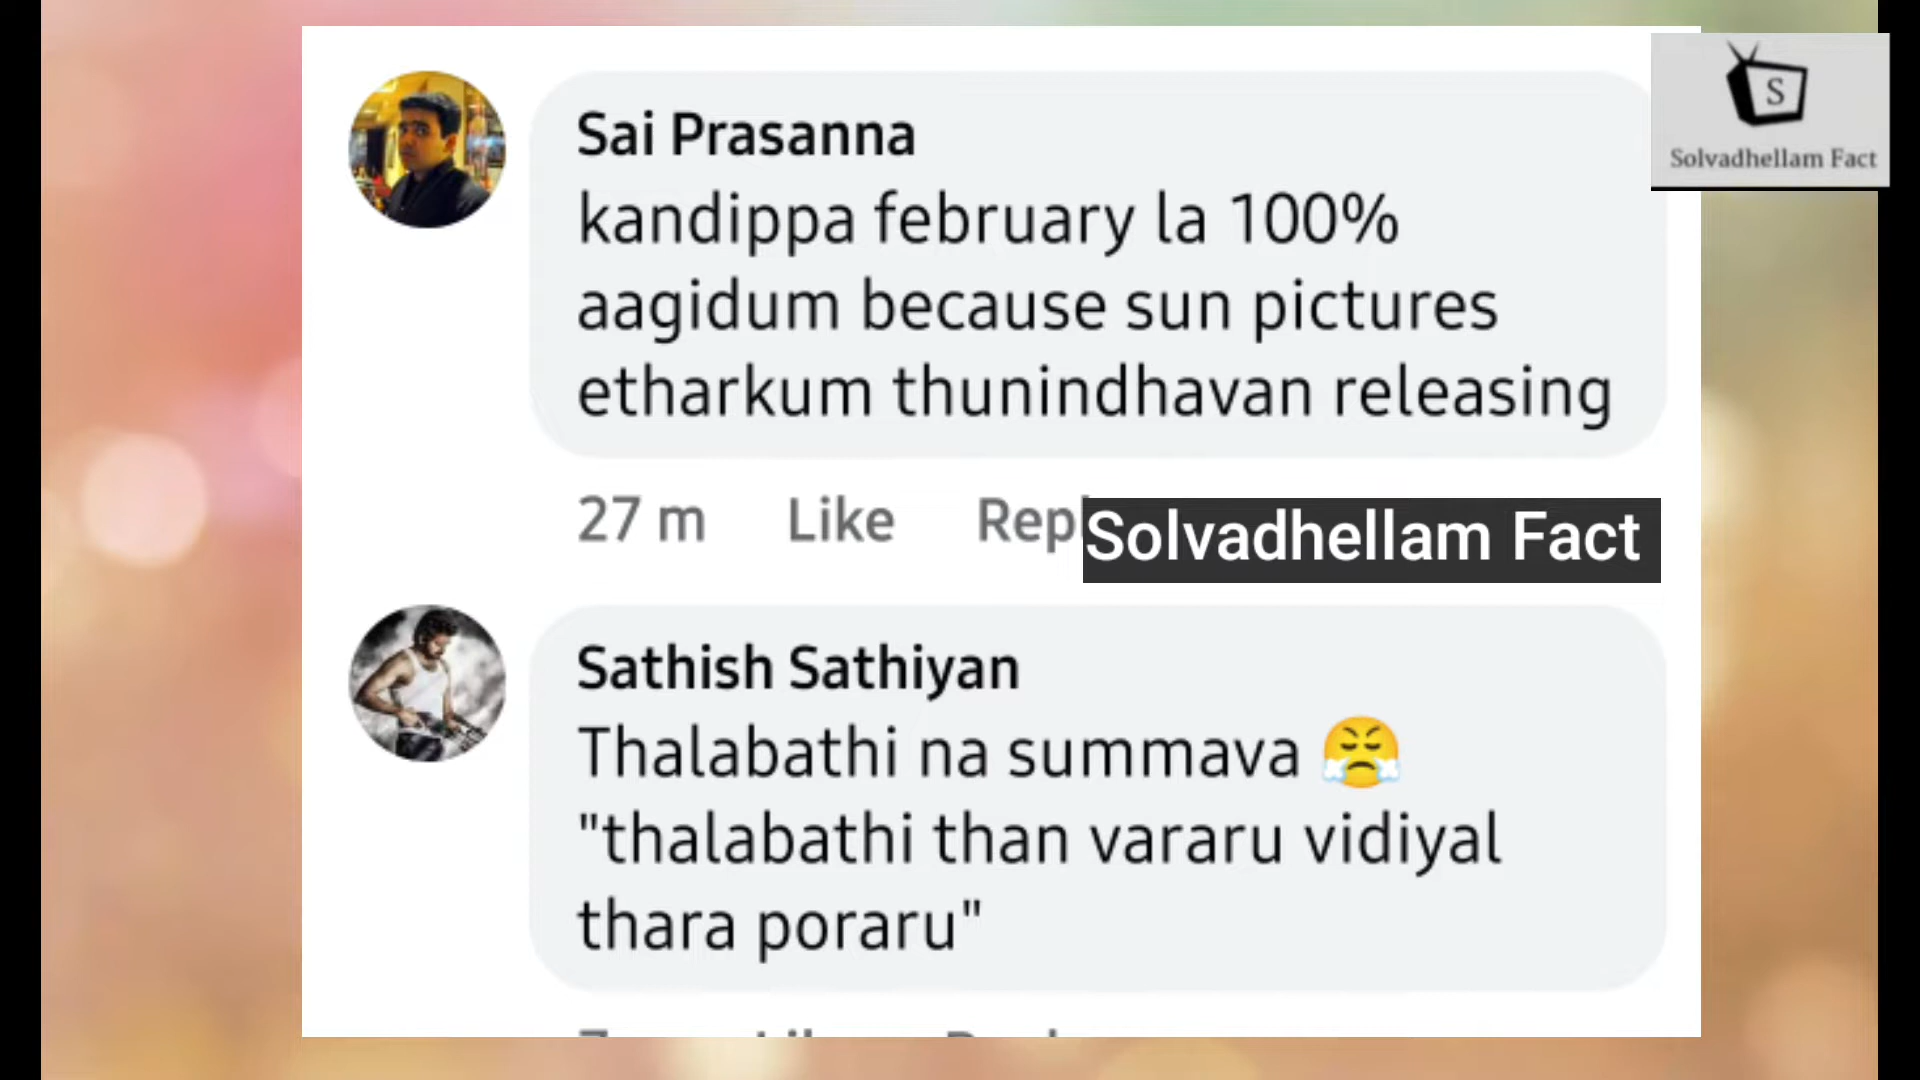 S
Solvadhellam Fact
Sai Prasanna
kandippa february la 100%
aagidum because sun pictures
etharkum thunindhavan releasing
27 m Like
Solvadhellam Fact
Sathish Sathiyan
Thalabathi na summava 😤
"thalabathi than vararu vidiyal
thara poraru"